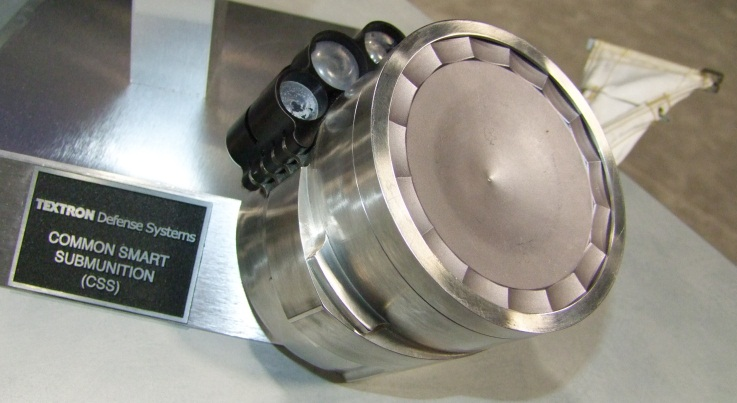 TEXTRON Defense Systems
COMMON SMART
SUBMUNITION
(CSS)